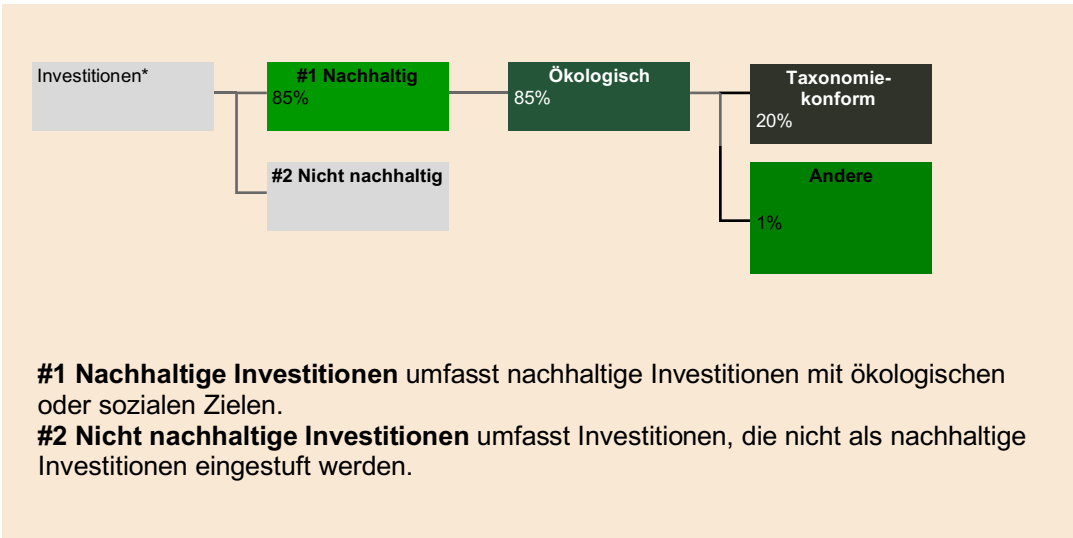 Investitionen*
#1 Nachhaltig
85%
Ökologisch
85%
Taxonomie-
konform
20%
#2 Nicht nachhaltig
Andere
1%
#1 Nachhaltige Investitionen umfasst nachhaltige Investitionen mit ökologischen
oder sozialen Zielen.
#2 Nicht nachhaltige Investitionen umfasst Investitionen, die nicht als nachhaltige
Investitionen eingestuft werden.